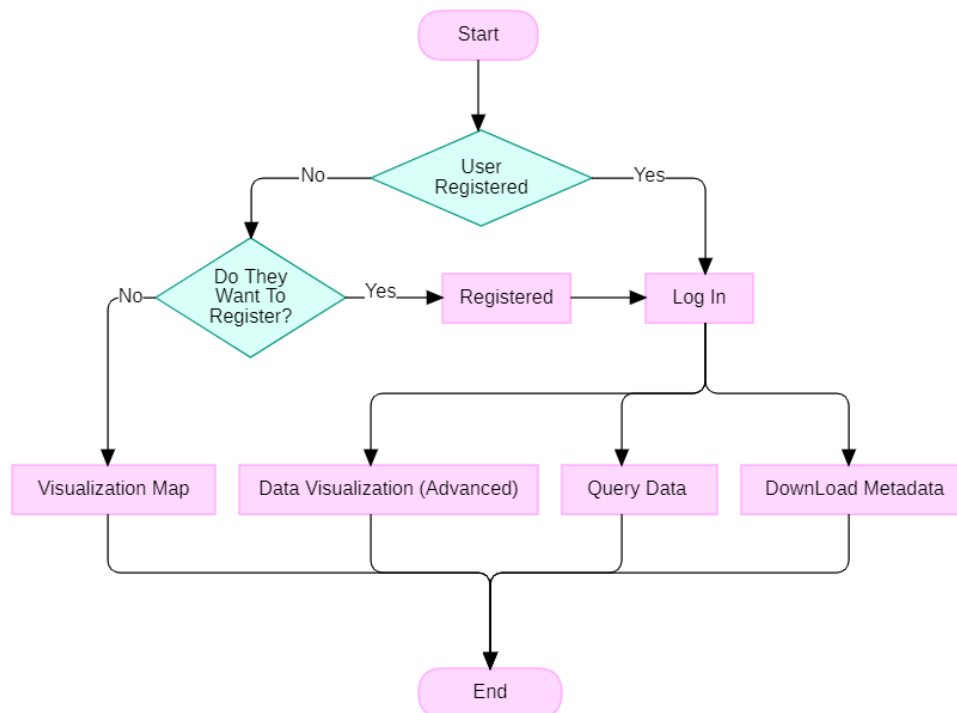 Start
User
Registered
No
Yes
Do They
Want To
Register?
No
Yes
Registered
Log In
Visualization Map
Data Visualization (Advanced)
Query Data
DownLoad Metadata
End